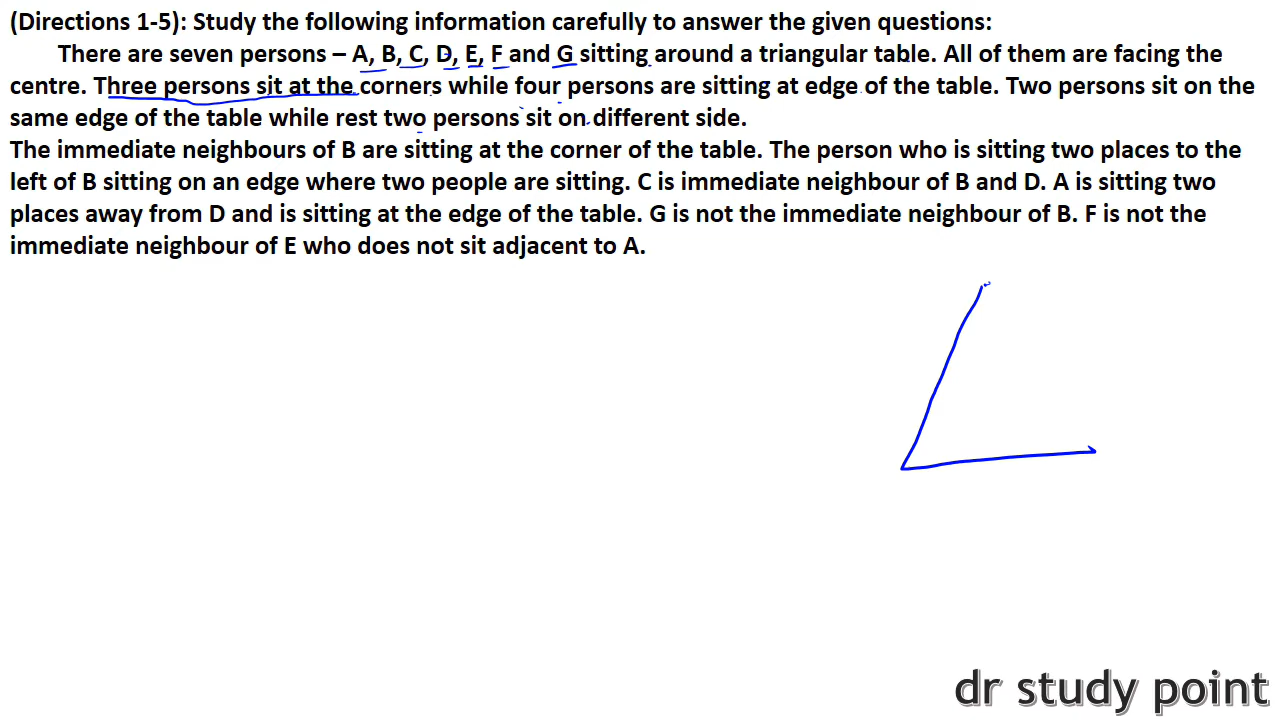 (Directions 1-5): Study the following information carefully to answer the given questions:
There are seven persons – A, B, C, D, E, F and G sitting around a triangular table. All of them are facing the
centre. Three persons sit at the corners while four persons are sitting at edge of the table. Two persons sit on the
same edge of the table while rest two persons sit on different side.
The immediate neighbours of B are sitting at the corner of the table. The person who is sitting two places to the
left of B sitting on an edge where two people are sitting. C is immediate neighbour of B and D. A is sitting two
places away from D and is sitting at the edge of the table. G is not the immediate neighbour of B. F is not the
immediate neighbour of E who does not sit adjacent to A.
dr study point